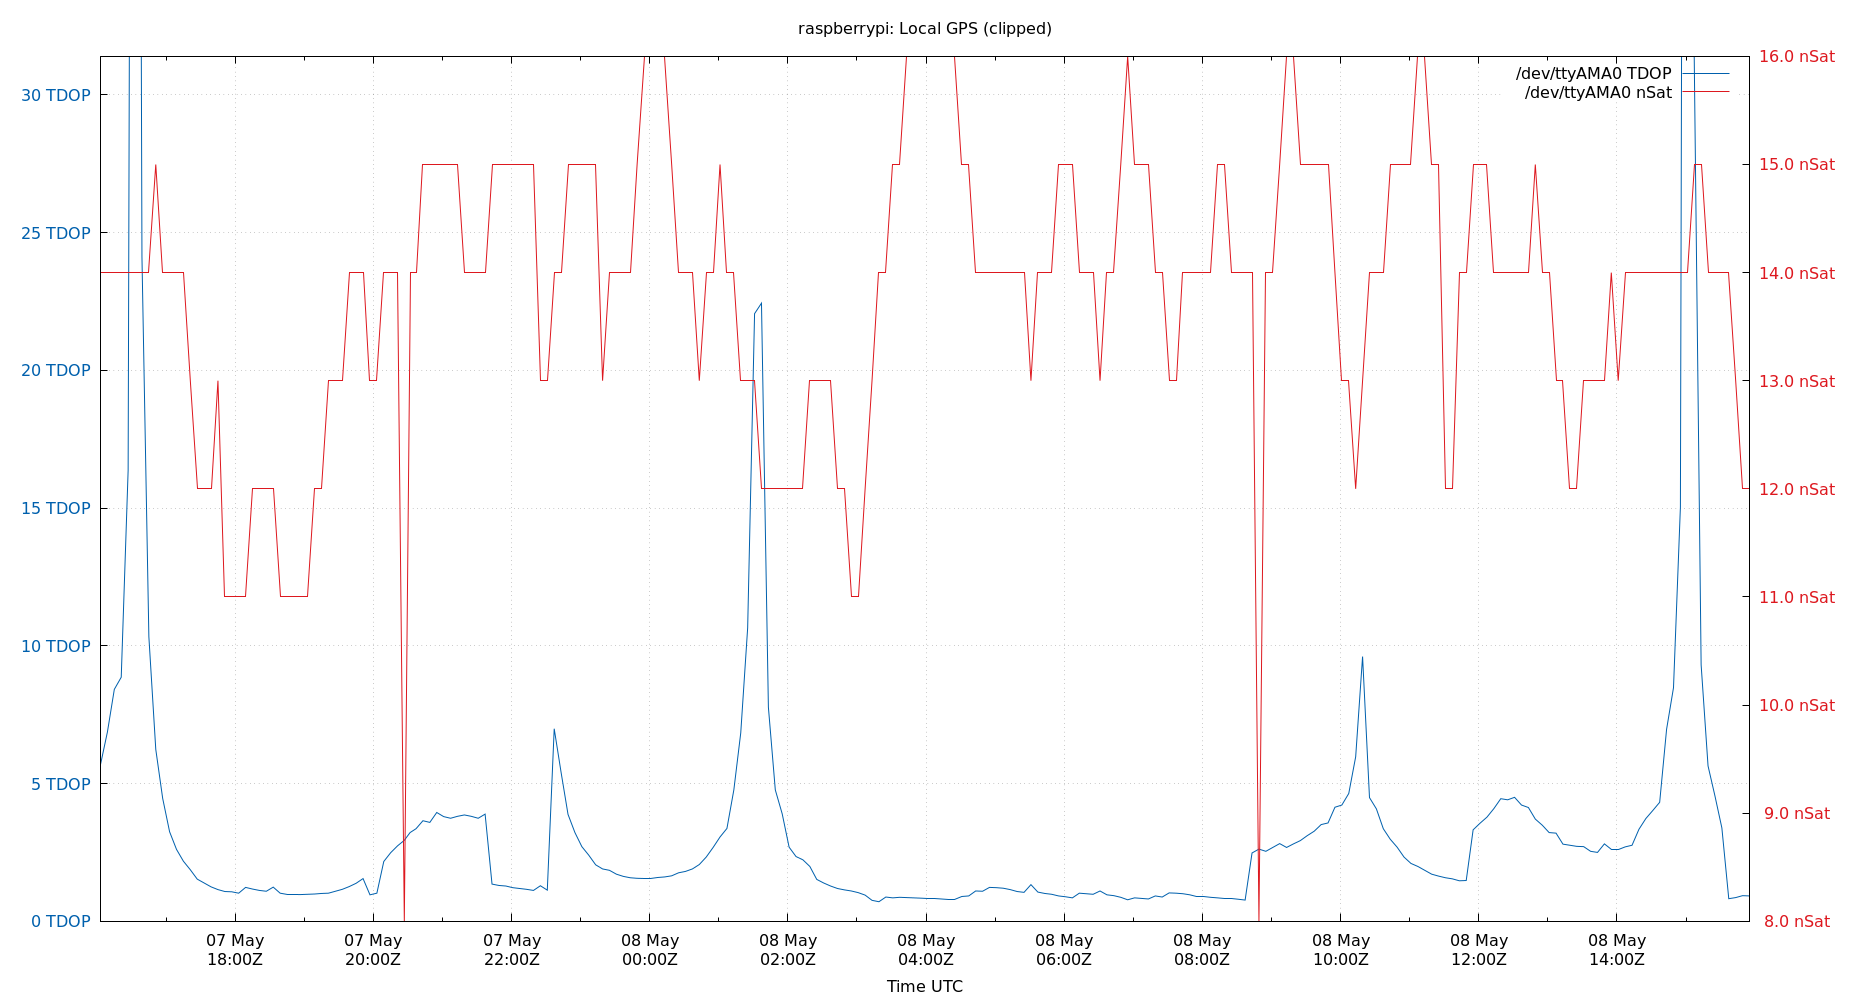 raspberrypi: Local GPS (clipped)
/dev/ttyAMA0 TDOP
/dev/ttyAMA0 nSat
30 TDOP
25 TDOP
20 TDOP
15 TDOP
10 TDOP
5 TDOP
0 TDOP
16.0 nSat
15.0 nSat
14.0 nSat
13.0 nSat
12.0 nSat
11.0 nSat
10.0 nSat
9.0 nSat
8.0 nSat
07 May
18:00Z
07 May
20:00Z
07 May
22:00Z
08 May
00:00Z
08 May
02:00Z
08 May
04:00Z
08 May
06:00Z
08 May
08:00Z
08 May
10:00Z
08 May
12:00Z
08 May
14:00Z
Time UTC